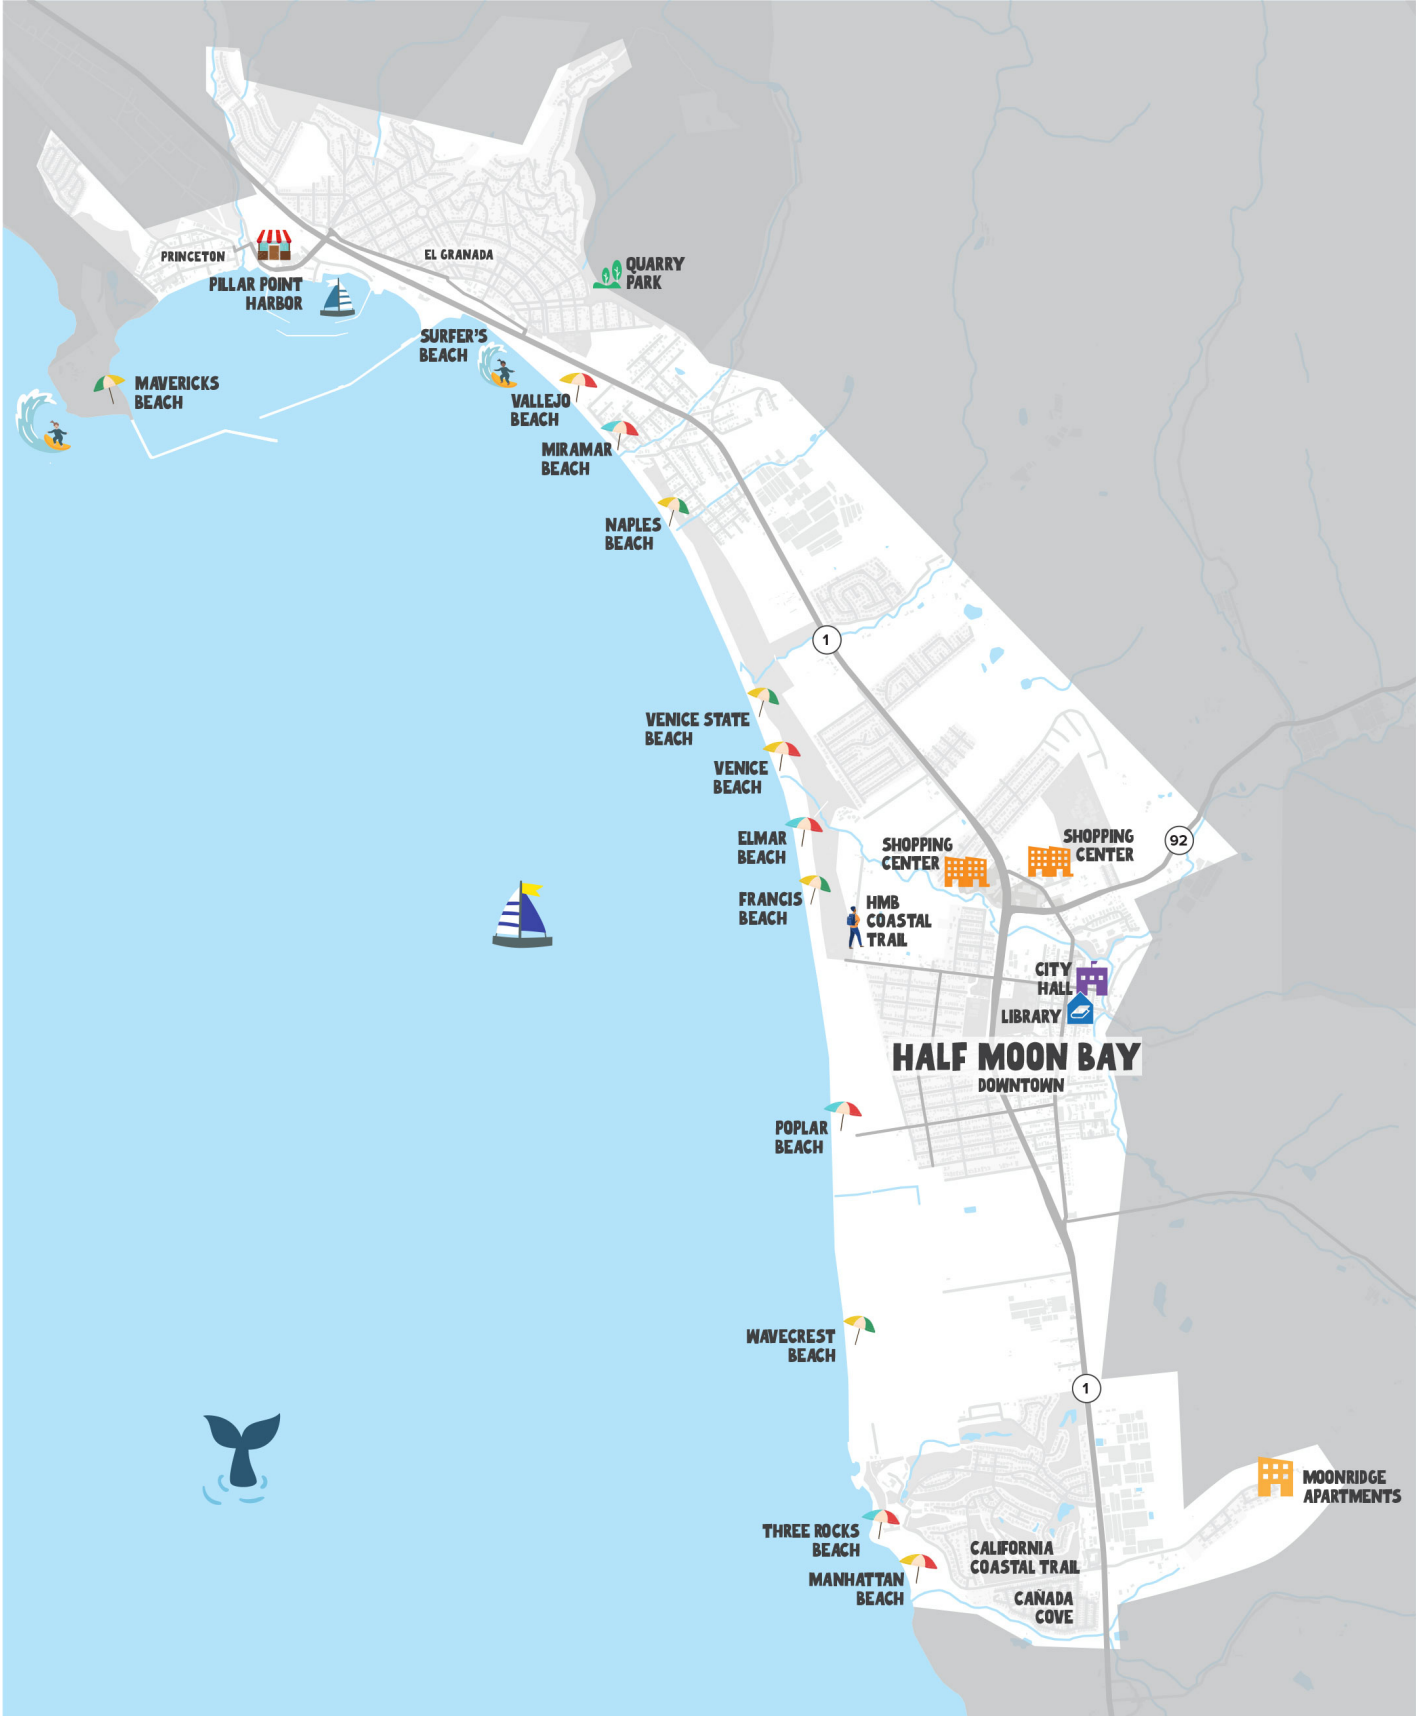 PRINCETON
EL GRANADA
QUARRY
PARK
PILLAR POINT
HARBOR
SURFER'S
BEACH
MAVERICKS
BEACH
VALLEJO
BEACH
MIRAMAR
BEACH
NAPLES
BEACH
1
VENICE STATE
BEACH
VENICE
BEACH
ELMAR
BEACH
SHOPPING
CENTER
SHOPPING
CENTER
92
FRANCIS
BEACH
HMB
COASTAL
TRAIL
CITY
HALL
LIBRARY
HALF MOON BAY
DOWNTOWN
POPLAR
BEACH
WAVECREST
BEACH
1
MOONRIDGE
APARTMENTS
THREE ROCKS
BEACH
CALIFORNIA
COASTAL TRAIL
MANHATTAN
BEACH
CAÑADA
COVE